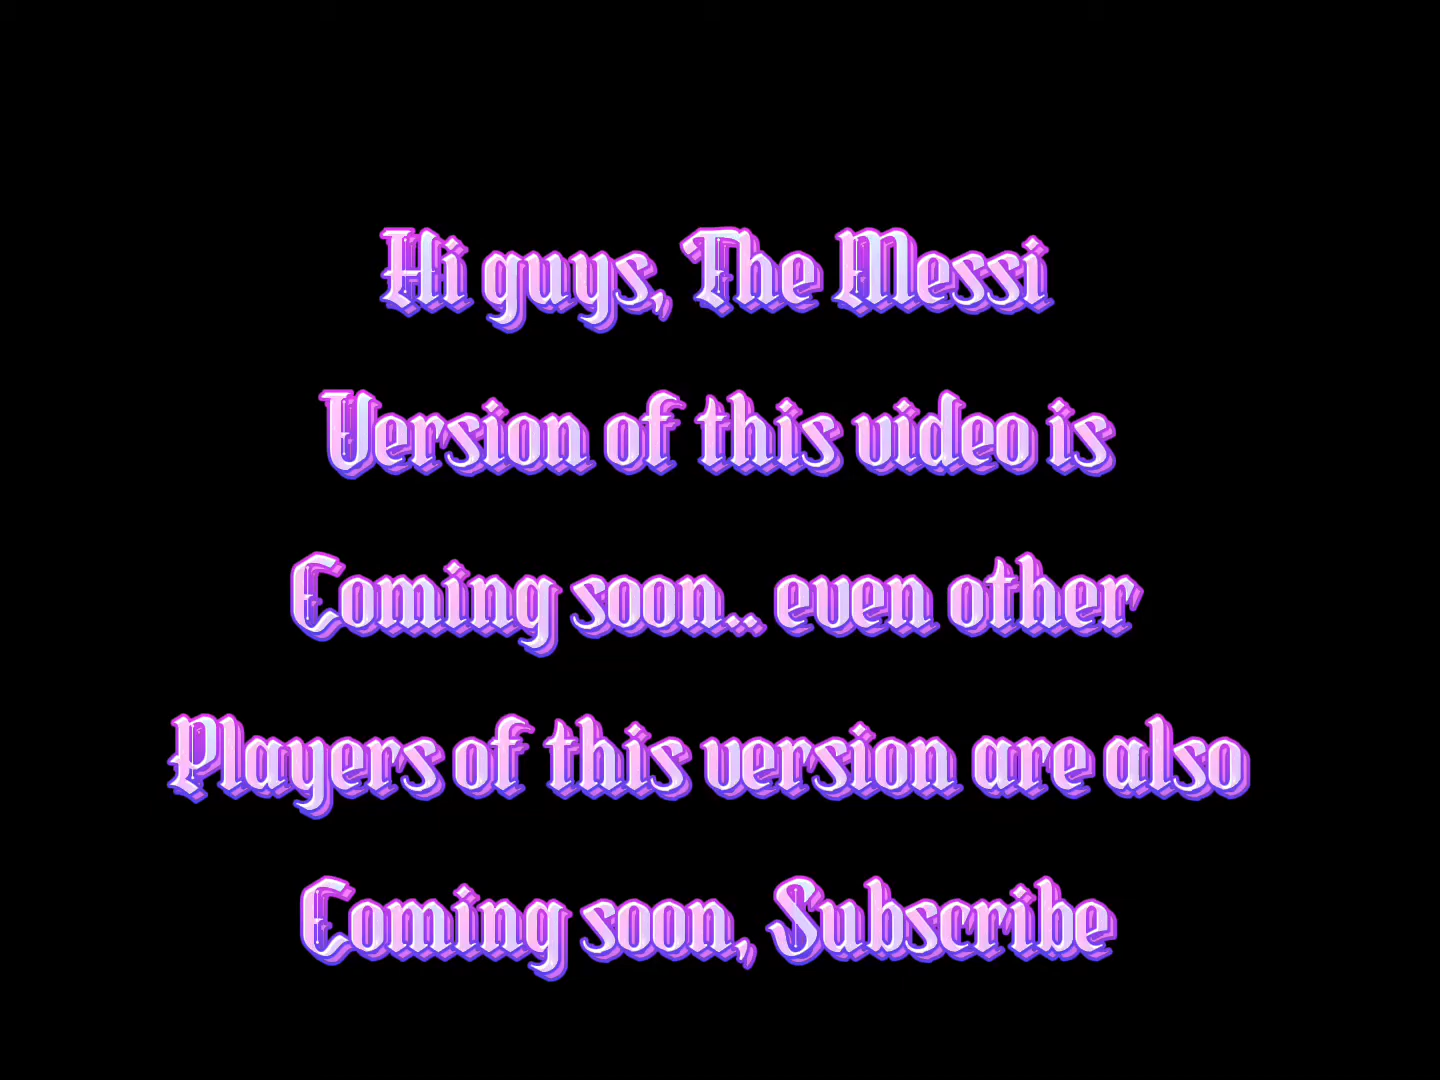 Hi guys, The Messi
Version of this video is
Coming soon.. even other
Players of this version are also
Coming soon, Subscribe